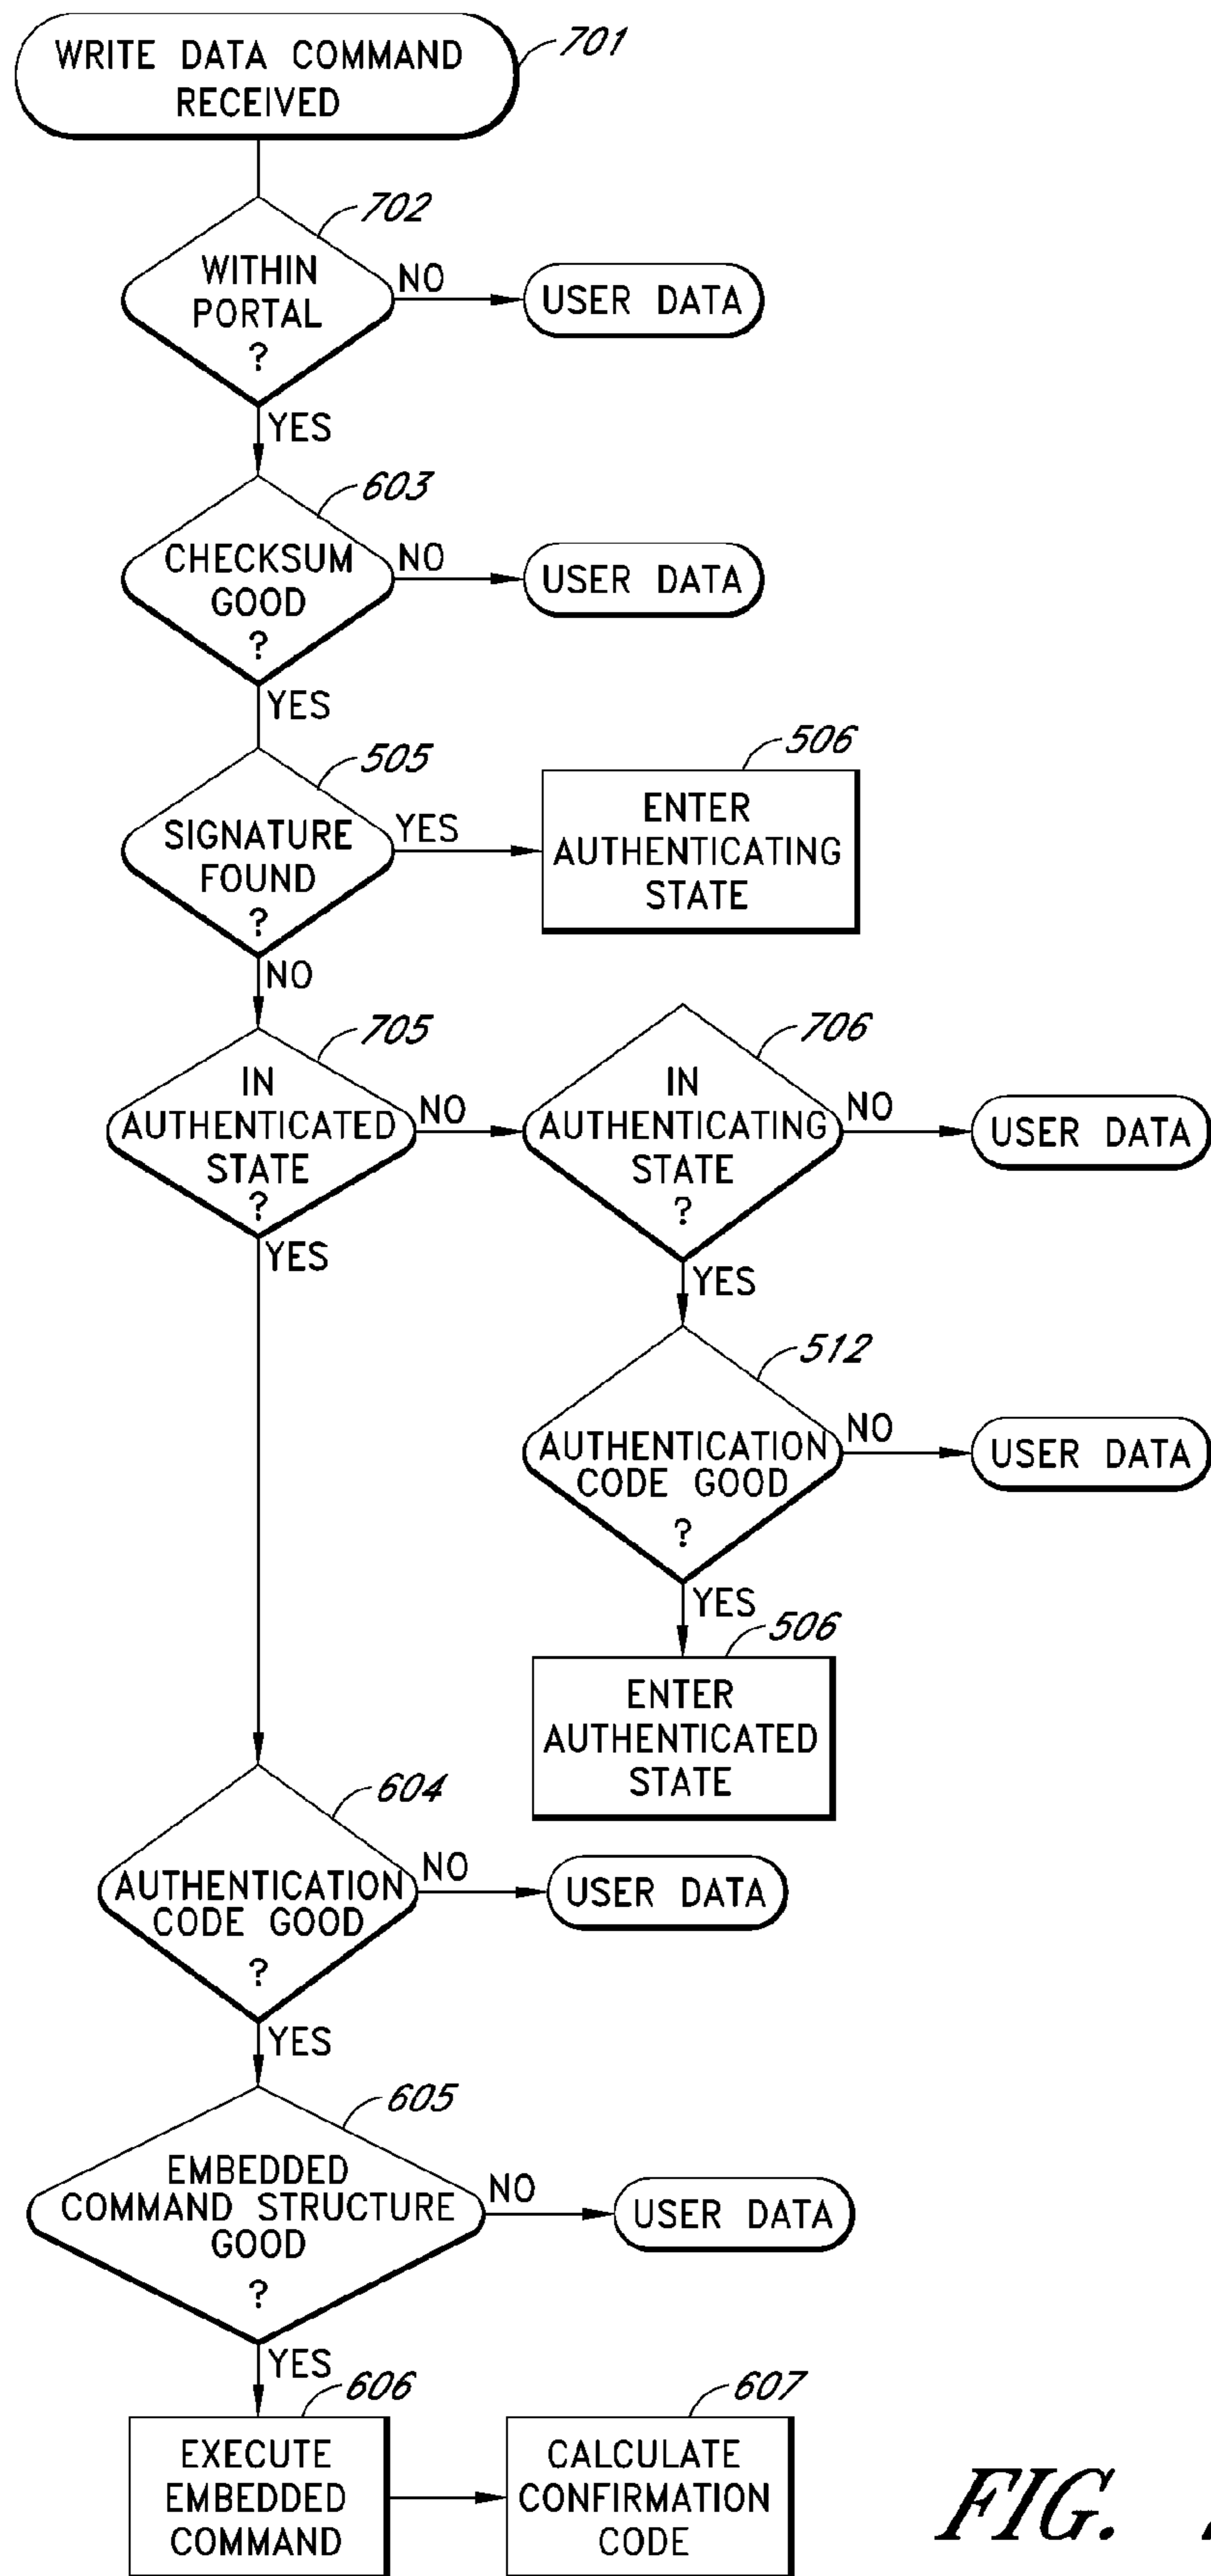 WRITE DATA COMMAND
RECEIVED
701
702
WITHIN
PORTAL
?
NO
USER DATA
YES
603
CHECKSUM
GOOD
?
NO
USER DATA
YES
505
SIGNATURE
FOUND
?
YES
506
ENTER
AUTHENTICATING
STATE
NO
705
IN
AUTHENTICATED
STATE
?
NO
YES
706
IN
AUTHENTICATING
STATE
?
NO
USER DATA
YES
512
AUTHENTICATION
CODE GOOD
?
NO
USER DATA
YES
506
ENTER
AUTHENTICATED
STATE
604
AUTHENTICATION
CODE GOOD
?
NO
USER DATA
YES
605
EMBEDDED
COMMAND STRUCTURE
GOOD
?
NO
USER DATA
YES
606
EXECUTE
EMBEDDED
COMMAND
607
CALCULATE
CONFIRMATION
CODE
FIG.